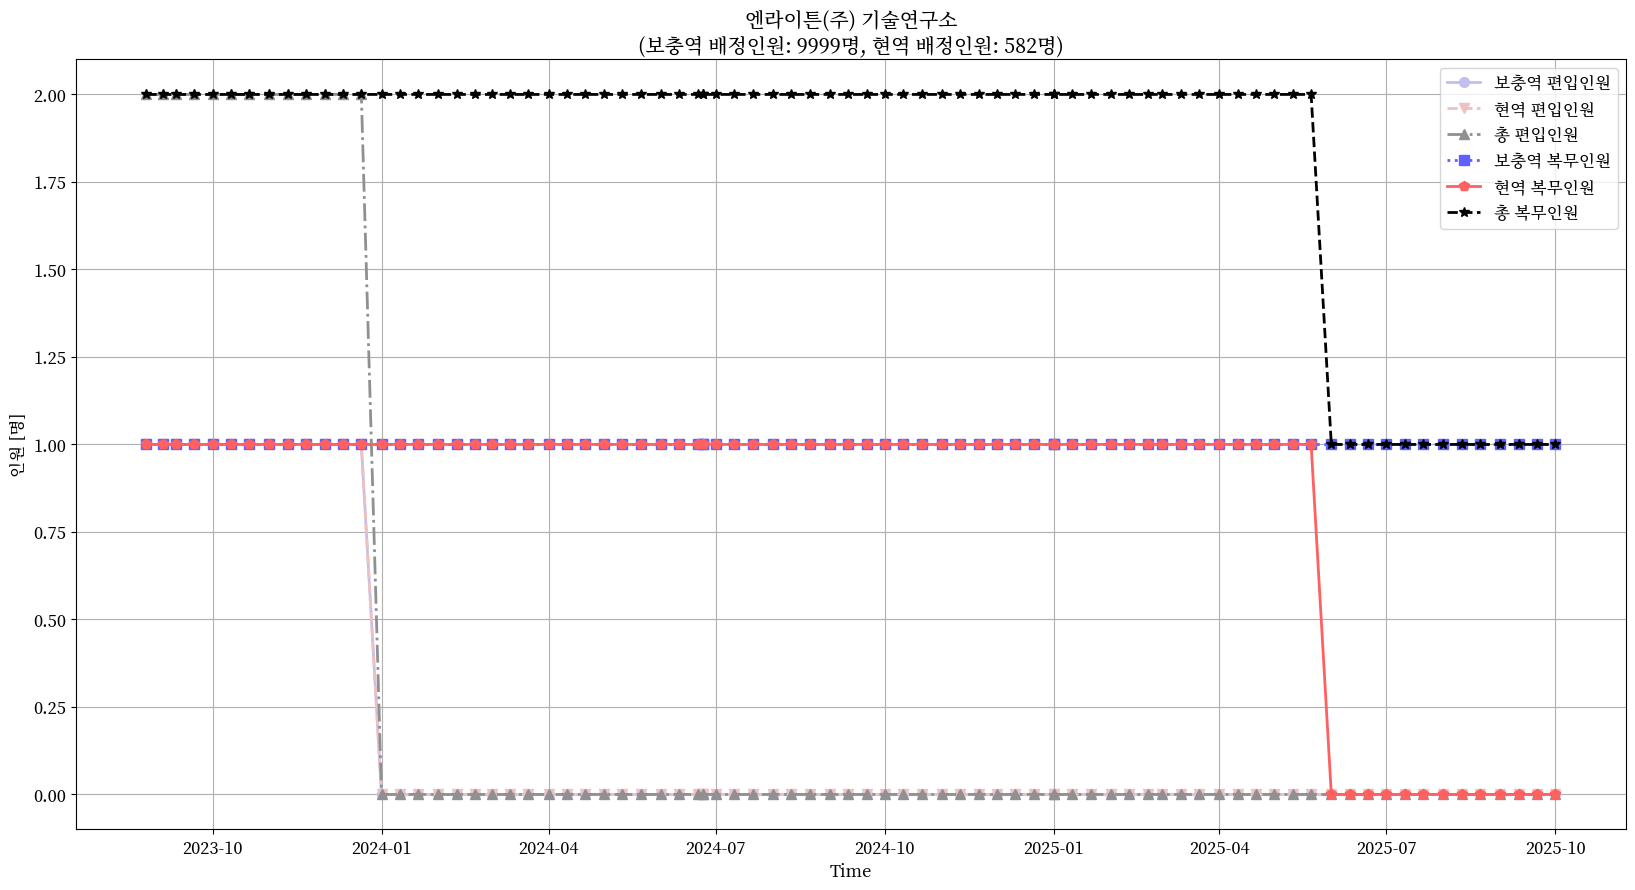 엔라이튼(주) 기술연구소
(보충역 배정인원: 9999명, 현역 배정인원: 582명)
보충역 편입인원
현역 편입인원
총 편입인원
보충역 복무인원
현역 복무인원
총 복무인원
인원 [명]
2.00
1.75
1.50
1.25
1.00
0.75
0.50
0.25
0.00
2023-10
2024-01
2024-04
2024-07
2024-10
2025-01
2025-04
2025-07
2025-10
Time